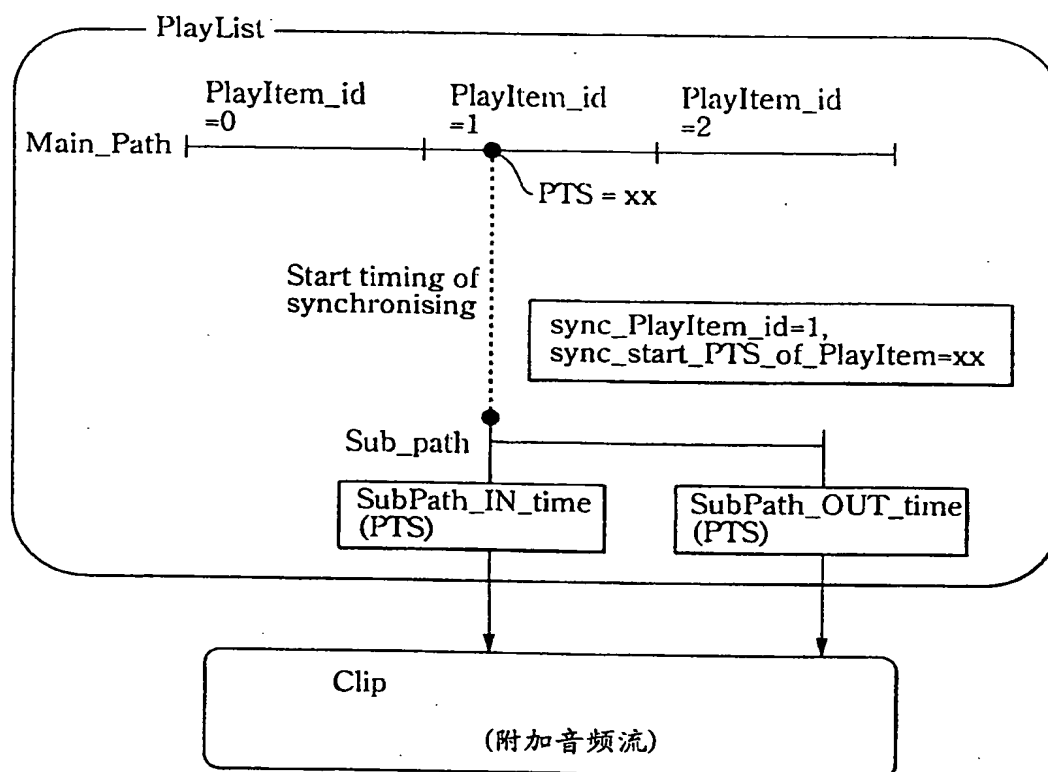 PlayList
PlayItem_id
=0
PlayItem_id
=1
PlayItem_id
=2
Main_Path
PTS = xx
Start timing of
synchronising
sync_PlayItem_id=1,
sync_start_PTS_of_PlayItem=xx
Sub_path
SubPath_IN_time
(PTS)
SubPath_OUT_time
(PTS)
Clip
(附加音频流)